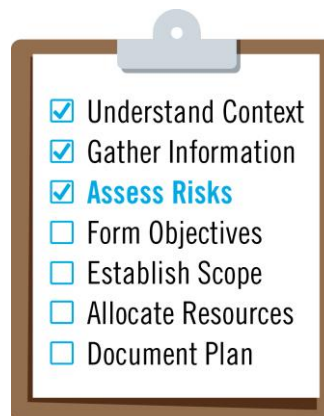 Understand Context
Gather Information
Assess Risks
Form Objectives
Establish Scope
Allocate Resources
Document Plan